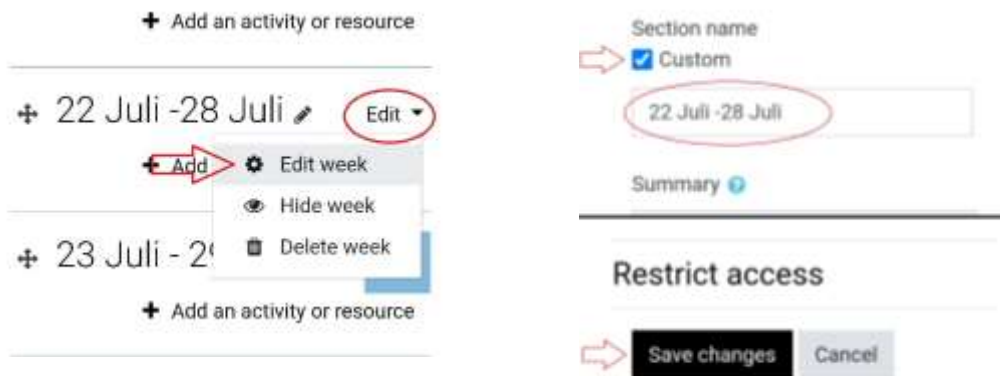 Add an activity or resource
22 Juli -28 Juli
Edit
Add
Edit week
Hide week
Delete week
23 Juli - 2
Add an activity or resource
Section name
Custom
22 Juli -28 Juli
Summary
Restrict access
Save changes
Cancel